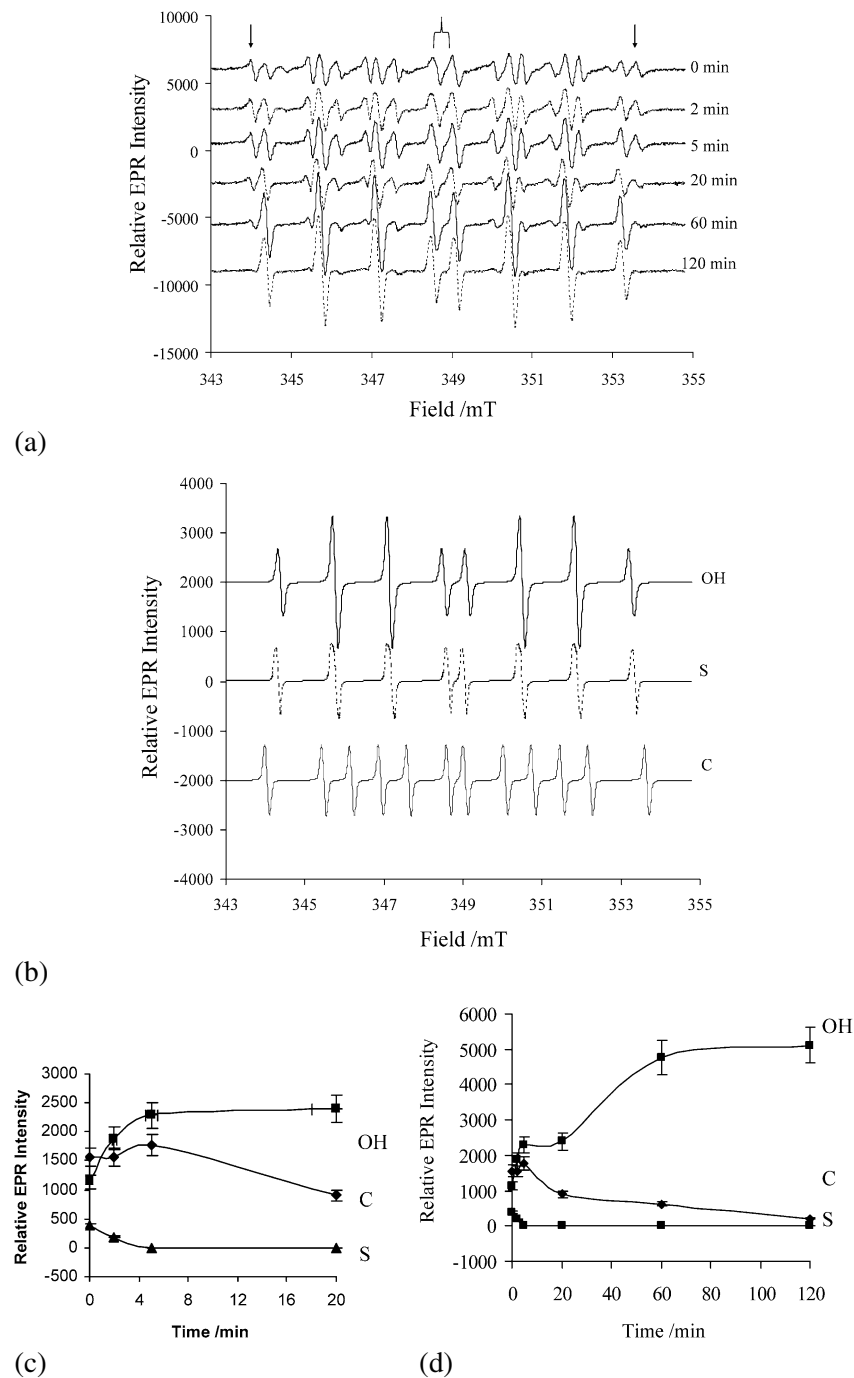 10000
5000
0
-5000
-10000
-15000
Relative EPR Intensity
0 min
2 min
5 min
20 min
60 min
120 min
343 345 347 349 351 353 355
Field /mT
(a)
4000
3000
2000
1000
0
-1000
-2000
-3000
-4000
Relative EPR Intensity
OH
S
C
343 345 347 349 351 353 355
Field /mT
(b)
3000
2500
2000
1500
1000
500
0
-500
Relative EPR Intensity
OH
C
S
0 4 8 12 16 20
Time /min
(c)
6000
5000
4000
3000
2000
1000
0
-1000
Relative EPR Intensity
OH
C
S
0 20 40 60 80 100 120
Time /min
(d)